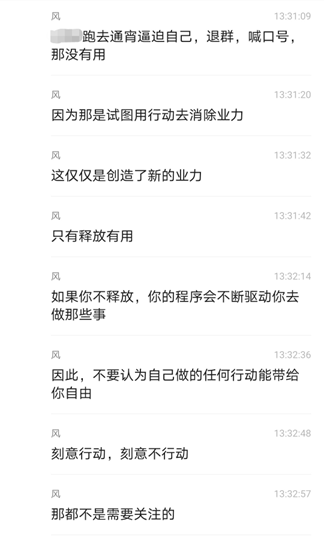 风 13:31:09
跑去通宵逼迫自己，退群，喊口号，
那没有用
风 13:31:20
因为那是试图用行动去消除业力
风 13:31:32
这仅仅是创造了新的业力
风 13:31:42
只有释放有用
风 13:32:14
如果你不释放，你的程序会不断驱动你去
做那些事
风 13:32:36
因此，不要认为自己做的任何行动能带给
你自由
风 13:32:48
刻意行动，刻意不行动
风 13:32:57
那都不是需要关注的